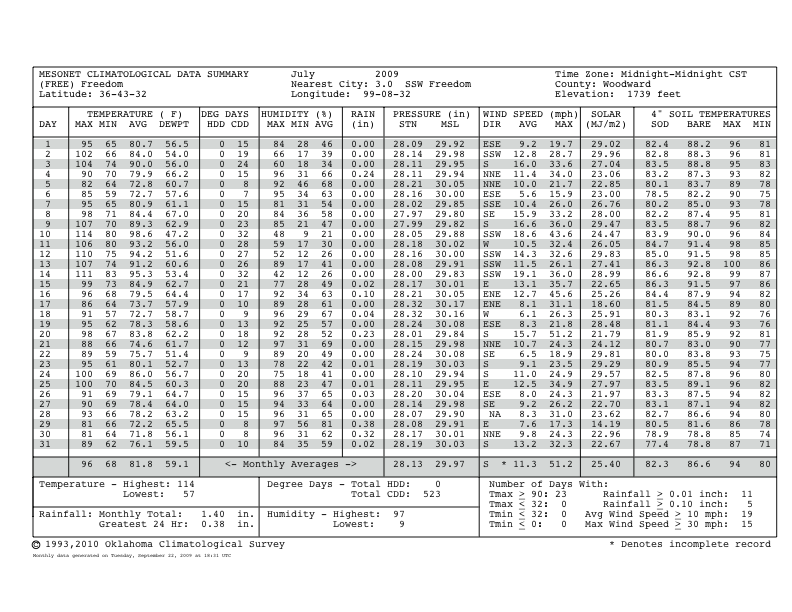 MESONET CLIMATOLOGICAL DATA SUMMARY July 2009 Time Zone: Midnight-Midnight CST
(FREE) Freedom Nearest City: 3.0 SSW Freedom County: Woodward
Latitude: 36-43-32 Longitude: 99-08-32 Elevation: 1739 feet
TEMPERATURE ( F) DEG DAYS HUMIDITY (%) RAIN PRESSURE (in) WIND SPEED (mph) SOLAR 4" SOIL TEMPERATURES
DAY MAX MIN AVG DEWPT HDD CDD MAX MIN AVG (in) STN MSL DIR AVG MAX (MJ/m2) SOD BARE MAX MIN
1 95 65 80.7 56.5 0 15 84 28 46 0.00 28.09 29.92 ESE 9.2 19.7 29.02 82.4 88.2 96 81
2 102 66 84.0 54.0 0 19 66 17 39 0.00 28.14 29.98 SSW 12.8 28.7 29.96 82.8 88.3 96 81
3 104 74 90.0 56.0 0 24 60 18 34 0.00 28.11 29.95 S 16.0 33.6 27.04 83.5 88.8 95 83
4 90 70 79.9 66.2 0 15 96 31 66 0.24 28.11 29.94 NNE 11.4 34.0 23.06 83.2 87.3 93 82
5 82 64 72.8 60.7 0 8 92 46 68 0.00 28.21 30.05 NNE 10.0 21.7 22.85 80.1 83.7 89 78
6 85 59 72.7 57.6 0 7 95 34 63 0.00 28.16 30.00 ESE 5.6 15.9 23.00 78.5 82.2 90 75
7 95 65 80.9 61.1 0 15 81 31 54 0.00 28.02 29.85 SSE 10.4 26.0 26.76 80.2 85.0 93 78
8 98 71 84.4 67.0 0 20 84 36 58 0.00 27.97 29.80 SE 15.9 33.2 28.00 82.2 87.4 95 81
9 107 70 89.3 62.9 0 23 85 21 47 0.00 27.99 29.82 S 16.6 36.0 29.47 83.5 88.7 96 82
10 114 80 98.6 47.2 0 32 48 9 21 0.00 28.05 29.88 SSW 18.6 43.6 24.47 83.9 90.0 96 84
11 106 80 93.2 56.0 0 28 59 17 30 0.00 28.18 30.02 W 10.5 32.4 26.05 84.7 91.4 98 85
12 110 75 94.2 51.6 0 27 52 12 26 0.00 28.16 30.00 SSW 14.3 32.6 29.83 85.0 91.5 98 85
13 107 74 91.2 60.6 0 26 89 17 41 0.00 28.08 29.91 SSW 11.5 26.1 27.41 86.3 92.8 100 86
14 111 83 95.3 53.4 0 32 42 12 26 0.00 28.00 29.83 SSW 9.1 36.0 28.99 86.6 92.8 99 87
15 99 73 84.9 62.7 0 21 77 28 49 0.02 28.17 30.01 E 13.1 35.7 22.65 86.3 91.5 97 86
16 96 68 79.5 64.4 0 17 92 34 63 0.10 28.21 30.05 ENE 12.7 45.6 25.26 84.4 87.9 94 82
17 86 64 73.7 57.9 0 10 89 28 61 0.00 28.32 30.17 ENE 8.1 31.1 18.60 81.5 84.5 89 80
18 91 57 72.7 58.7 0 9 96 29 67 0.04 28.32 30.16 W 6.1 26.3 25.91 80.3 83.1 92 76
19 95 62 78.3 58.6 0 13 92 25 57 0.00 28.24 30.08 ESE 8.3 21.8 28.48 81.1 84.4 93 76
20 98 67 83.8 62.2 0 18 92 28 52 0.23 28.01 29.84 S 15.7 51.2 21.79 81.9 85.9 92 81
21 88 66 74.6 61.7 0 12 97 31 69 0.00 28.15 29.98 NNE 10.7 24.3 24.12 80.7 83.0 90 77
22 89 59 75.7 51.4 0 9 89 20 49 0.00 28.24 30.08 SE 6.5 18.9 29.81 80.0 83.8 93 75
23 95 61 80.1 52.7 0 13 78 22 42 0.01 28.19 30.03 S 9.1 23.5 29.29 80.8 85.5 94 77
24 100 69 86.0 56.7 0 20 75 18 41 0.00 28.10 29.94 S 11.0 24.9 29.57 82.5 87.8 96 80
25 100 70 84.5 60.3 0 20 88 23 47 0.01 28.11 29.95 E 12.5 34.9 27.97 83.5 89.1 96 82
26 91 69 79.1 64.7 0 15 96 37 65 0.03 28.20 30.04 ESE 8.0 24.3 21.97 83.9 87.9 94 82
27 90 69 78.4 64.0 0 15 94 33 64 0.00 28.14 29.98 SE 9.2 26.2 22.70 83.1 87.1 94 82
28 93 66 78.2 63.2 0 15 96 31 65 0.00 28.07 29.90 NA 8.3 31.0 23.62 82.7 86.6 94 80
29 81 66 72.2 65.5 0 8 97 56 81 0.38 28.08 29.91 E 7.6 17.3 14.19 80.5 81.6 86 78
30 81 64 71.8 58.9 0 8 96 31 62 0.32 28.17 30.01 NNE 9.8 24.3 22.96 78.9 78.8 85 74
31 89 62 76.1 59.5 0 10 84 35 59 0.02 28.19 30.03 S 13.2 32.3 22.67 77.4 78.8 87 71
96 68 81.8 59.1 <- Monthly Averages -> 28.13 29.97 S * 11.3 51.2 25.40 82.3 86.6 94 80
Temperature - Highest: 114 Degree Days - Total HDD: 0 Number of Days With:
Lowest: 57 Total CDD: 523 Tmax ≥ 90: 23 Rainfall ≥ 0.01 inch: 11
Tmax ≤ 32: 0 Rainfall ≥ 0.10 inch: 5
Rainfall: Monthly Total: 1.40 in. Humidity - Highest: 97 Tmin ≤ 32: 0 Avg Wind Speed ≥ 10 mph: 19
Greatest 24 Hr: 0.38 in. Lowest: 9 Tmin ≤ 0: 0 Max Wind Speed ≥ 30 mph: 15
© 1993,2010 Oklahoma Climatological Survey * Denotes incomplete record
Monthly data generated on Tuesday, September 22, 2009 at 18:31 UTC